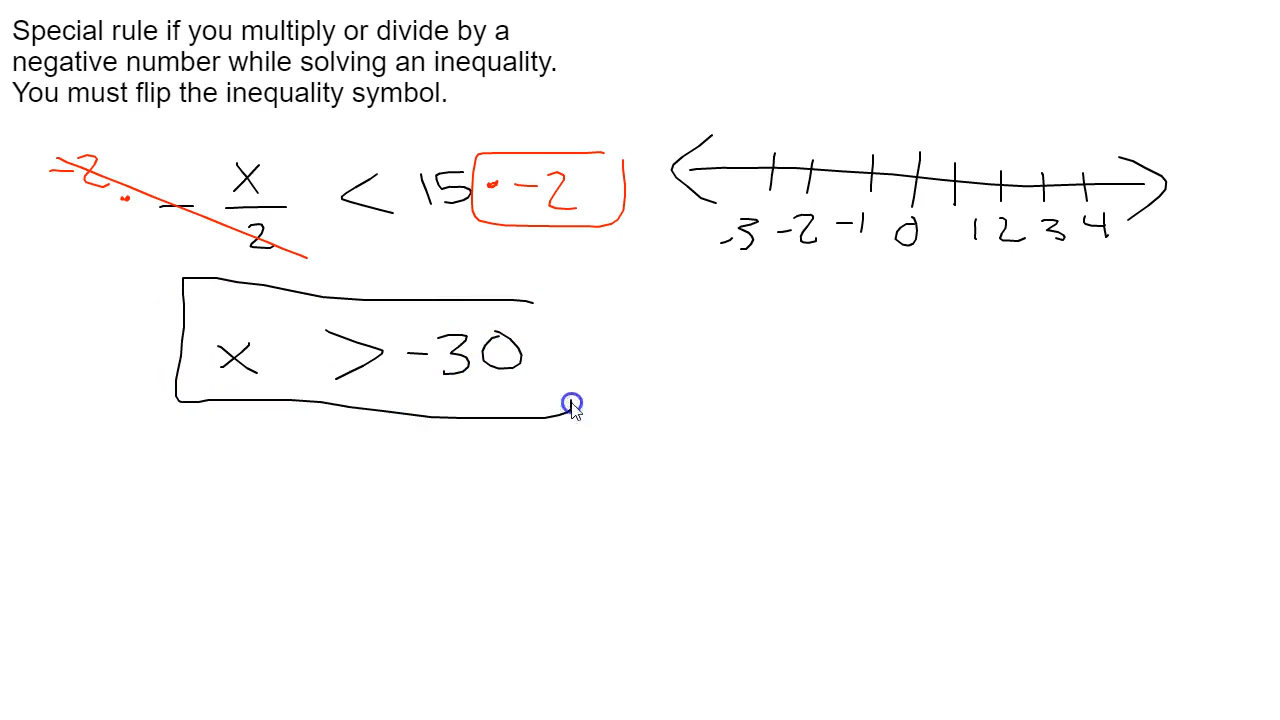 Special rule if you multiply or divide by a
negative number while solving an inequality.
You must flip the inequality symbol.
-2 · - x/2 < 15 · -2
-3 -2 -1 0 1 2 3 4
x > -30